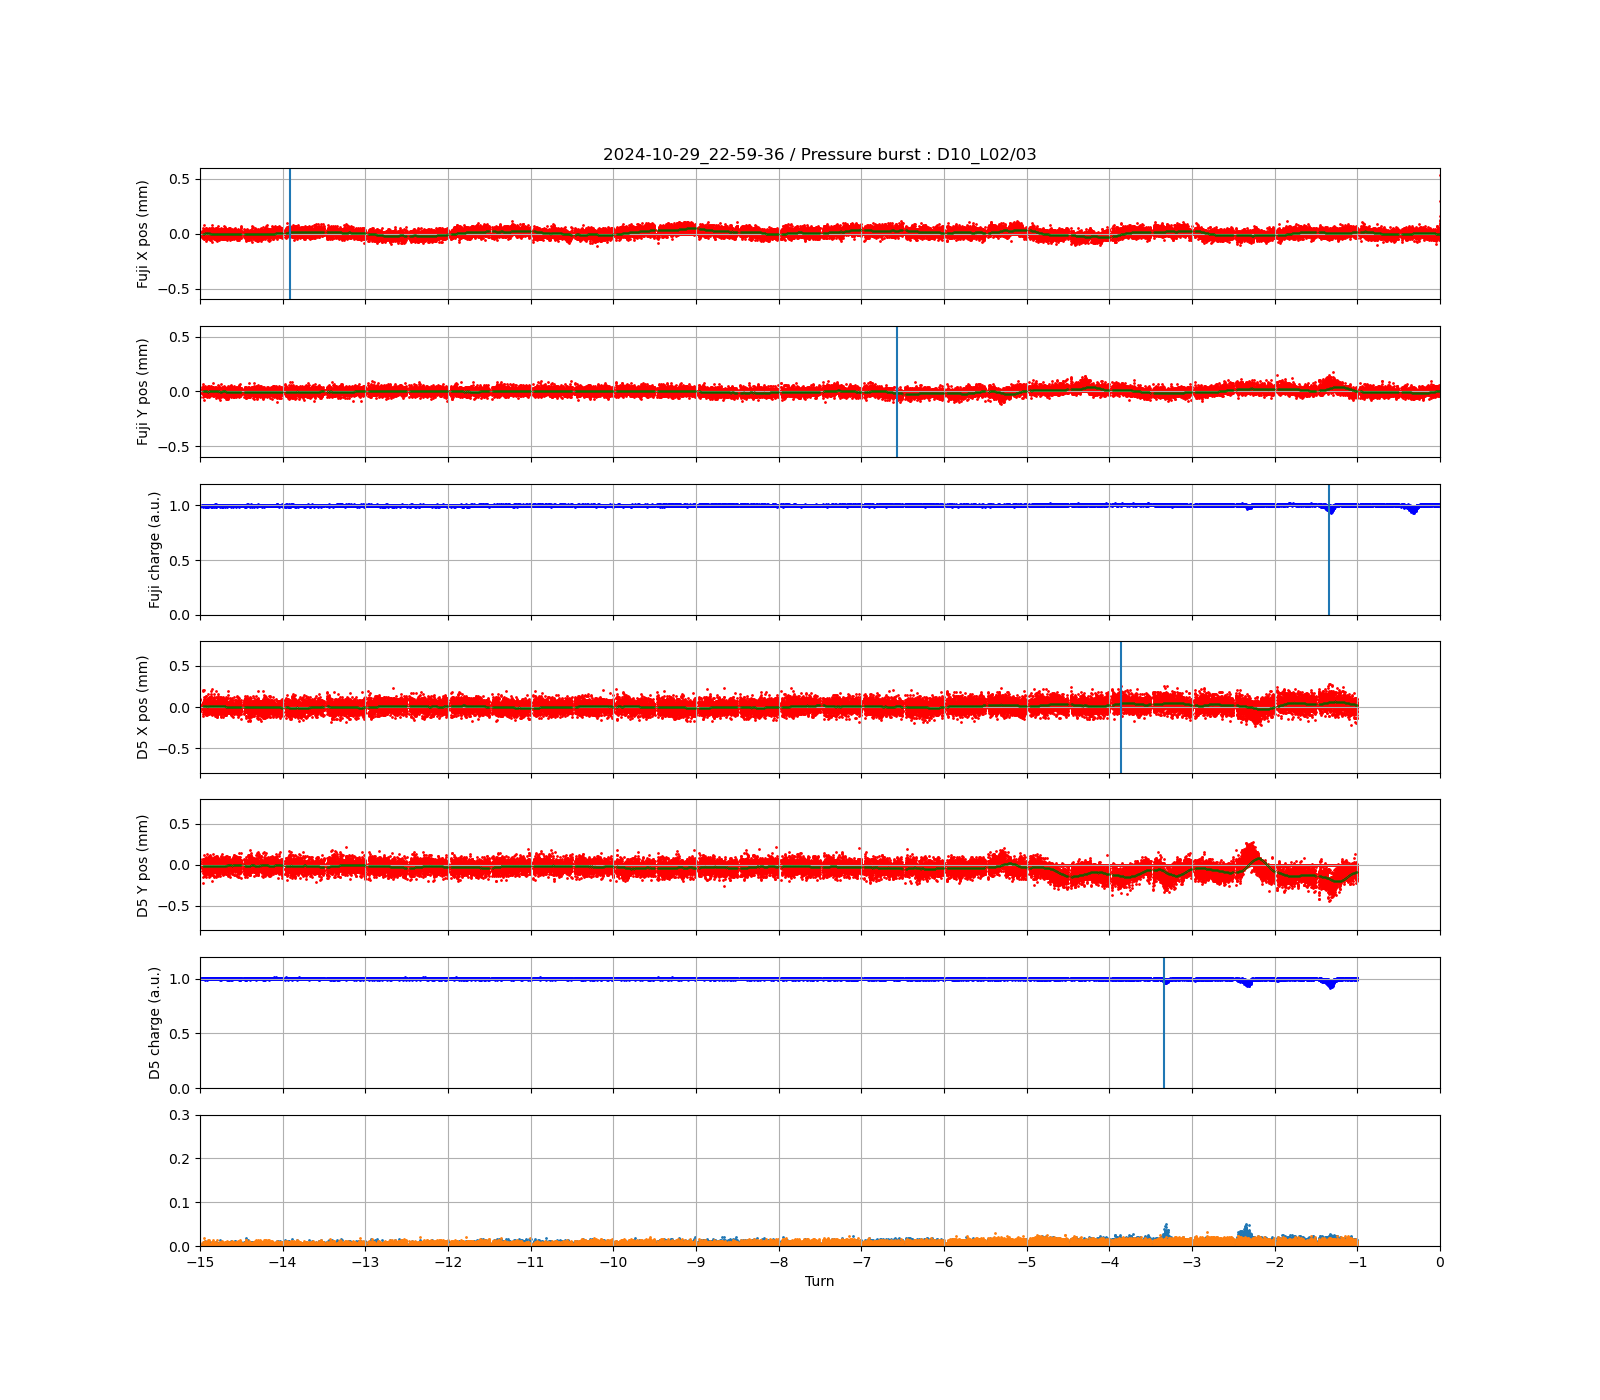 2024-10-29_22-59-36 / Pressure burst : D10_L02/03
Fuji X pos (mm)
0.5
0.0
−0.5
Fuji Y pos (mm)
0.5
0.0
−0.5
Fuji charge (a.u.)
1.0
0.5
0.0
D5 X pos (mm)
0.5
0.0
−0.5
D5 Y pos (mm)
0.5
0.0
−0.5
D5 charge (a.u.)
1.0
0.5
0.0
0.3
0.2
0.1
0.0
−15 −14 −13 −12 −11 −10 −9 −8 −7 −6 −5 −4 −3 −2 −1 0
Turn